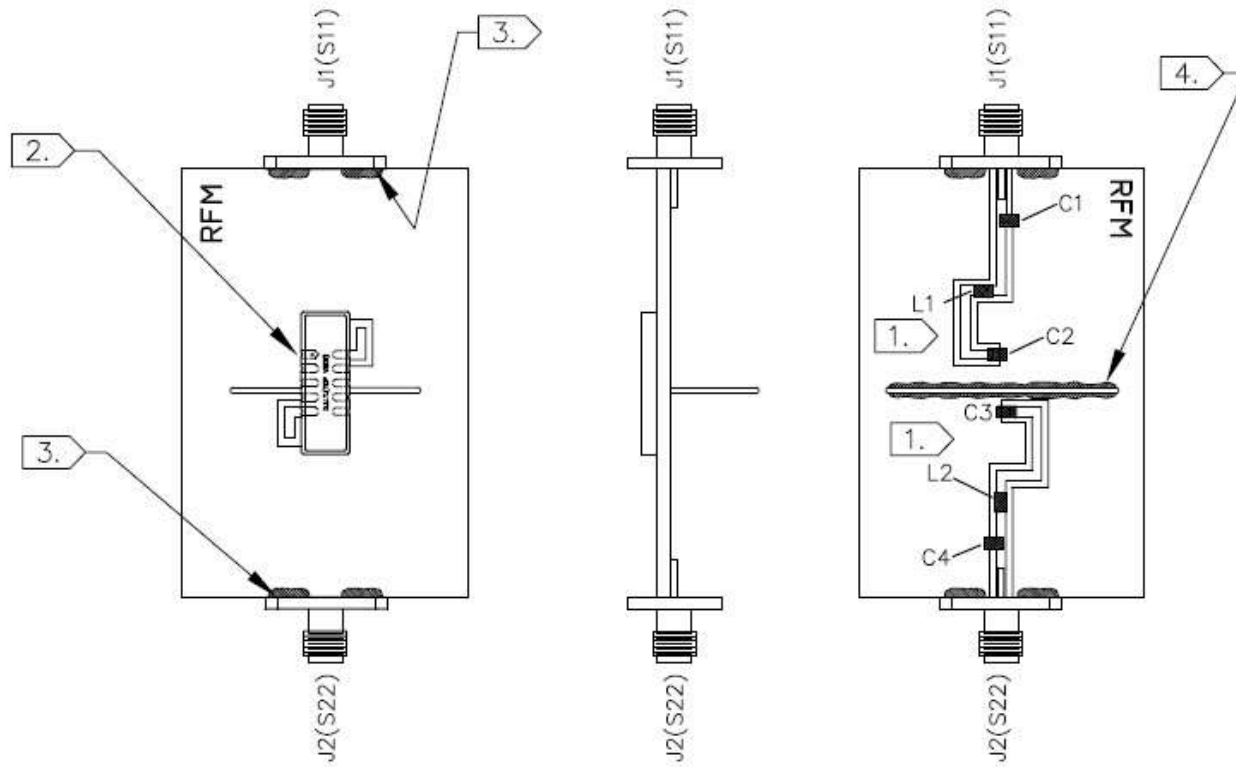 J1(S11)
J1(S11)
J1(S11)
3.
4.
2.
RFM
RFM
C1
L1
1.
C2
C3
1.
3.
L2
C4
J2(S22)
J2(S22)
J2(S22)